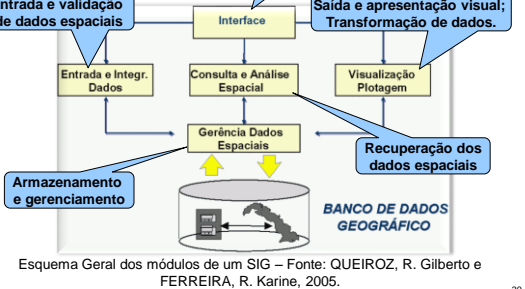 Entrada e validação
de dados espaciais
Interface
Saída e apresentação visual;
Transformação de dados.
Entrada e Integr.
Dados
Consulta e Análise
Espacial
Visualização
Plotagem
Gerência Dados
Espaciais
Recuperação dos
dados espaciais
Armazenamento
e gerenciamento
BANCO DE DADOS
GEOGRÁFICO
Esquema Geral dos módulos de um SIG – Fonte: QUEIROZ, R. Gilberto e
FERREIRA, R. Karine, 2005.